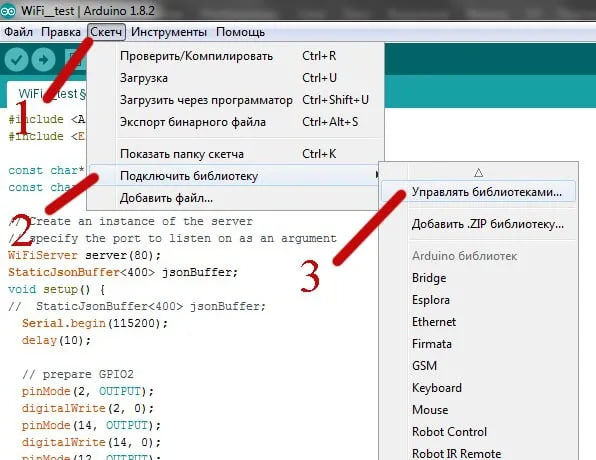 WiFi__test | Arduino 1.8.2
Файл Правка Скетч Инструменты Помощь
Проверить/Компилировать Ctrl+R
Загрузка Ctrl+U
Загрузить через программатор Ctrl+Shift+U
Экспорт бинарного файла Ctrl+Alt+S
Показать папку скетча Ctrl+K
Подключить библиотеку
Добавить файл...
Управлять библиотеками...
Добавить .ZIP библиотеку...
Arduino библиотек
Bridge
Esplora
Ethernet
Firmata
GSM
Keyboard
Mouse
Robot Control
Robot IR Remote
1
2
3
WiFi__test §
#include <A
#include <E
const char*
const char
// Create an instance of the server
// specify the port to listen on as an argument
WiFiServer server(80);
StaticJsonBuffer<400> jsonBuffer;
void setup() {
// StaticJsonBuffer<400> jsonBuffer;
Serial.begin(115200);
delay(10);
// prepare GPIO2
pinMode(2, OUTPUT);
digitalWrite(2, 0);
pinMode(14, OUTPUT);
digitalWrite(14, 0);
pinMode(12, OUTPUT);